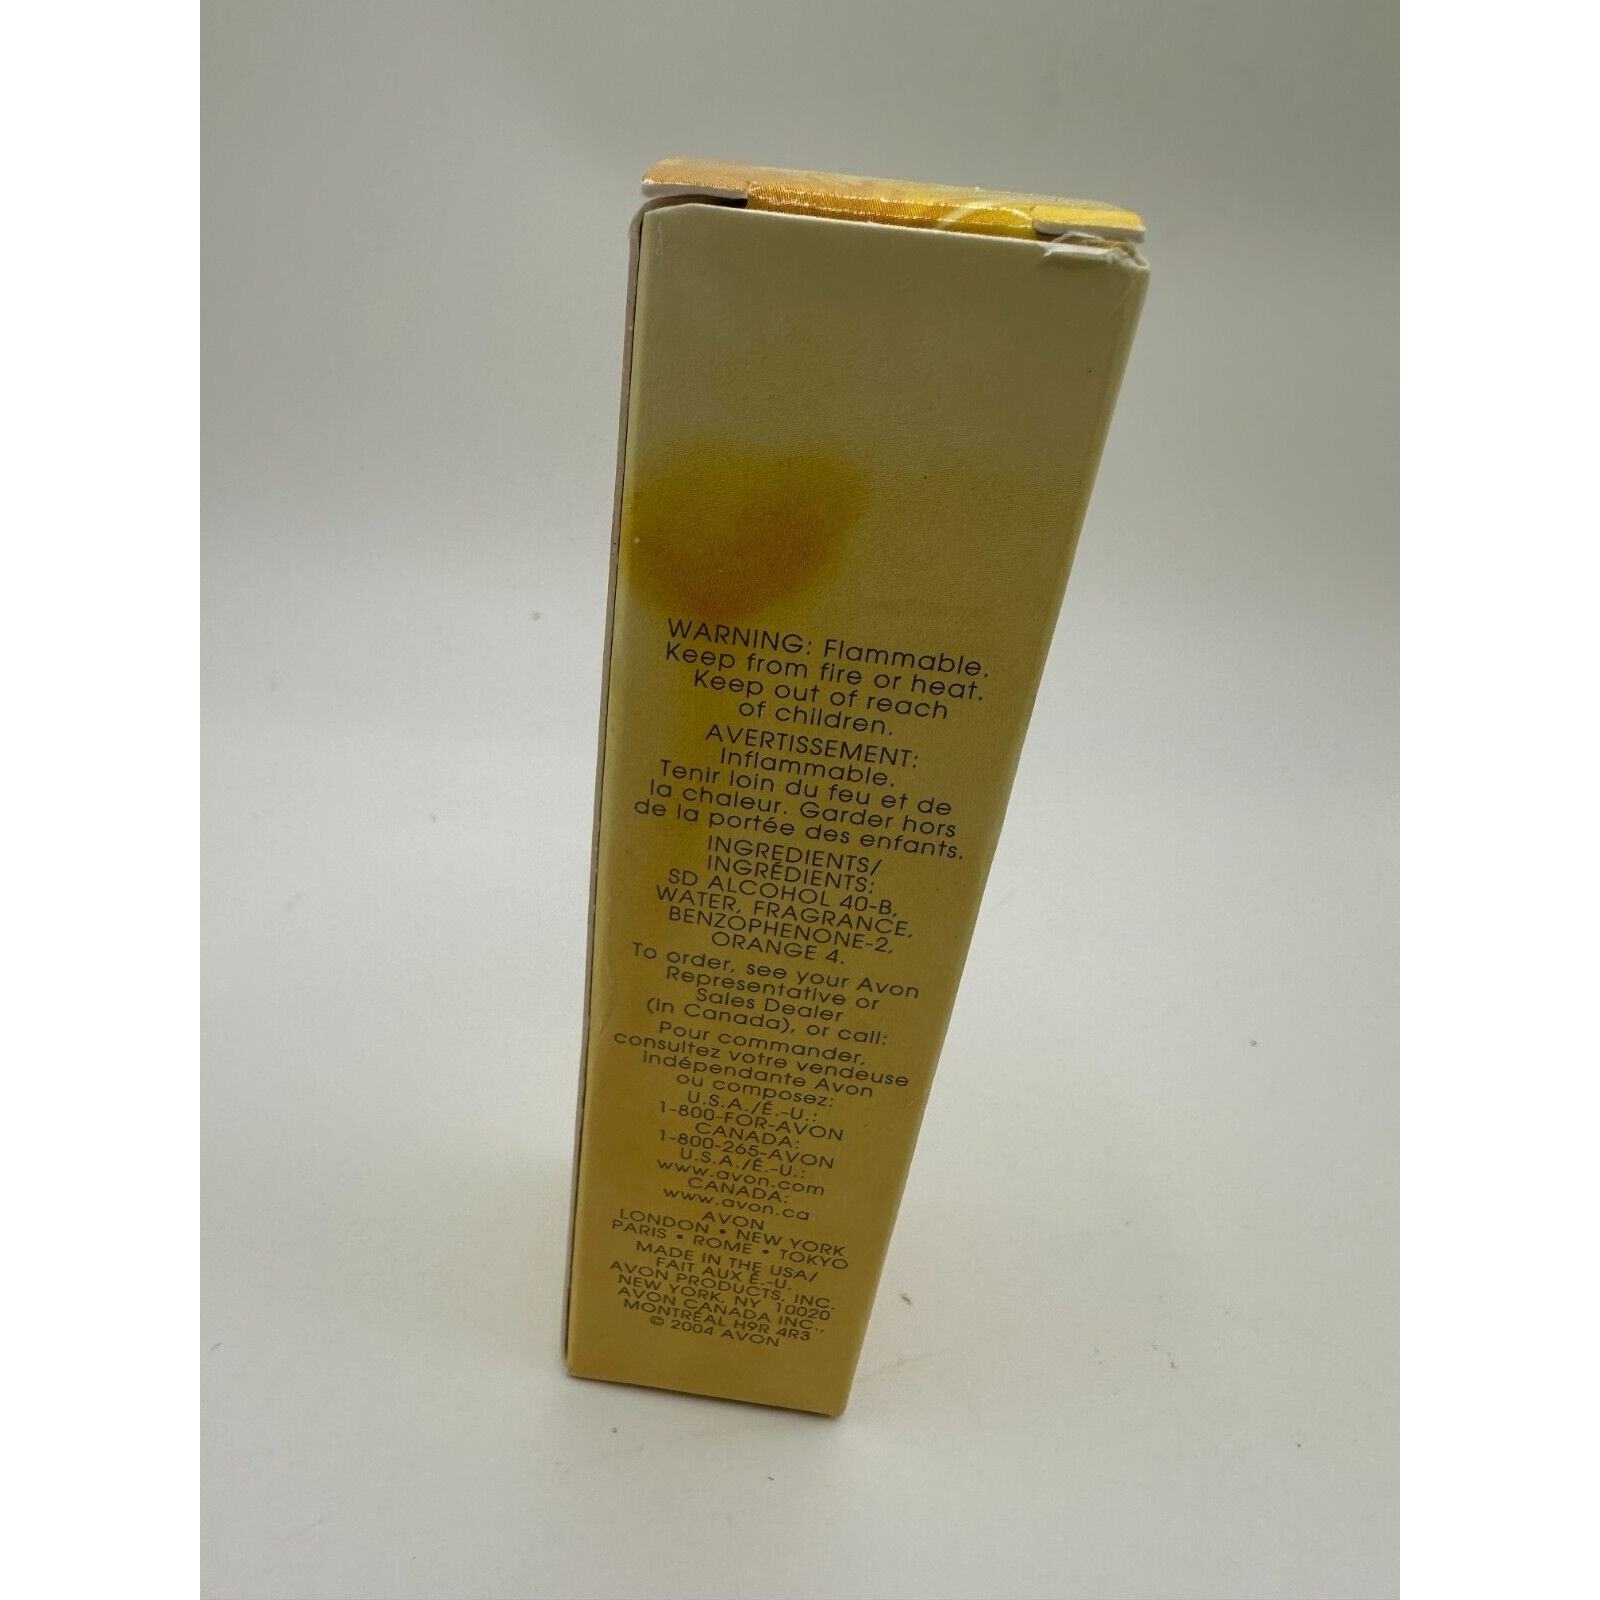 WARNING: Flammable.
Keep from fire or heat.
Keep out of reach
of children.
AVERTISSEMENT:
Inflammable.
Tenir loin du feu et de
la chaleur. Garder hors
de la portée des enfants.
INGREDIENTS/
INGRÉDIENTS:
SD ALCOHOL 40-B,
WATER, FRAGRANCE,
BENZOPHENONE-2,
ORANGE 4.
To order, see your Avon
Representative or
Sales Dealer
(in Canada), or call:
Pour commander,
consultez votre vendeuse
indépendante Avon
ou composez:
U.S.A./É.-U.:
1-800-FOR-AVON
CANADA:
1-800-265-AVON
U.S.A./É.-U.:
www.avon.com
CANADA:
www.avon.ca
AVON
LONDON • NEW YORK
PARIS • ROME • TOKYO
MADE IN THE USA/
FAIT AUX É.-U.
AVON PRODUCTS, INC.
NEW YORK, NY 10020
AVON CANADA INC.,
MONTRÉAL H9R 4R3
© 2004 AVON